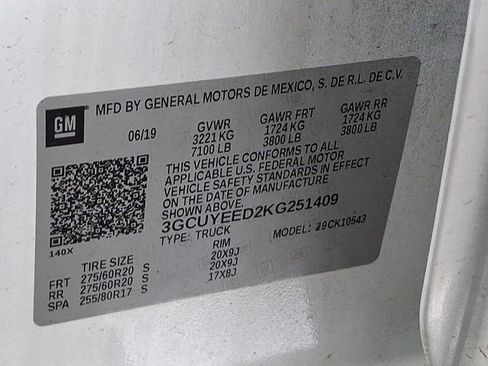 GM
MFD BY GENERAL MOTORS DE MEXICO, S. DE R.L. DE C.V.
06/19 GVWR GAWR FRT GAWR RR
3221 KG 1724 KG 1724 KG
7100 LB 3800 LB 3800 LB
THIS VEHICLE CONFORMS TO ALL
APPLICABLE U.S. FEDERAL MOTOR
VEHICLE SAFETY STANDARDS IN EFFECT
ON THE DATE OF MANUFACTURE
SHOWN ABOVE.
3GCUYEED2KG251409
TYPE: TRUCK MODEL: 29CK10543
140X
TIRE SIZE RIM
FRT 275/60R20 S 20X9J
RR 275/60R20 S 20X9J
SPA 255/80R17 S 17X8J